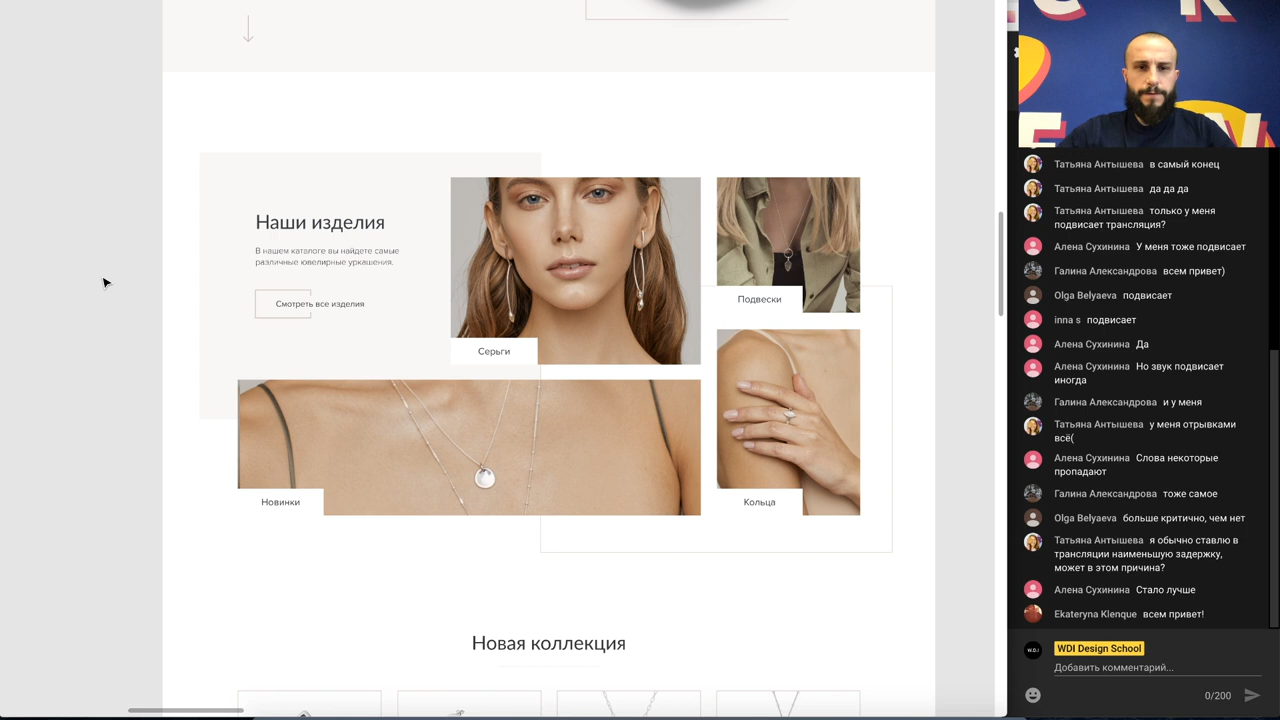 Наши изделия
В нашем каталоге вы найдете самые
различные ювелирные уркашения.
Смотреть все изделия
Серьги
Подвески
Новинки
Кольца
Новая коллекция
Татьяна Антышева в самый конец
Татьяна Антышева да да да
Татьяна Антышева только у меня
подвисает трансляция?
Алена Сухинина У меня тоже подвисает
Галина Александрова всем привет)
Olga Belyaeva подвисает
inna s подвисает
Алена Сухинина Да
Алена Сухинина Но звук подвисает
иногда
Галина Александрова и у меня
Татьяна Антышева у меня отрывками
всё(
Алена Сухинина Слова некоторые
пропадают
Галина Александрова тоже самое
Olga Belyaeva больше критично, чем нет
Татьяна Антышева я обычно ставлю в
трансляции наименьшую задержку,
может в этом причина?
Алена Сухинина Стало лучше
Ekateryna Klenque всем привет!
W.D.I
WDI Design School
Добавить комментарий...
0/200